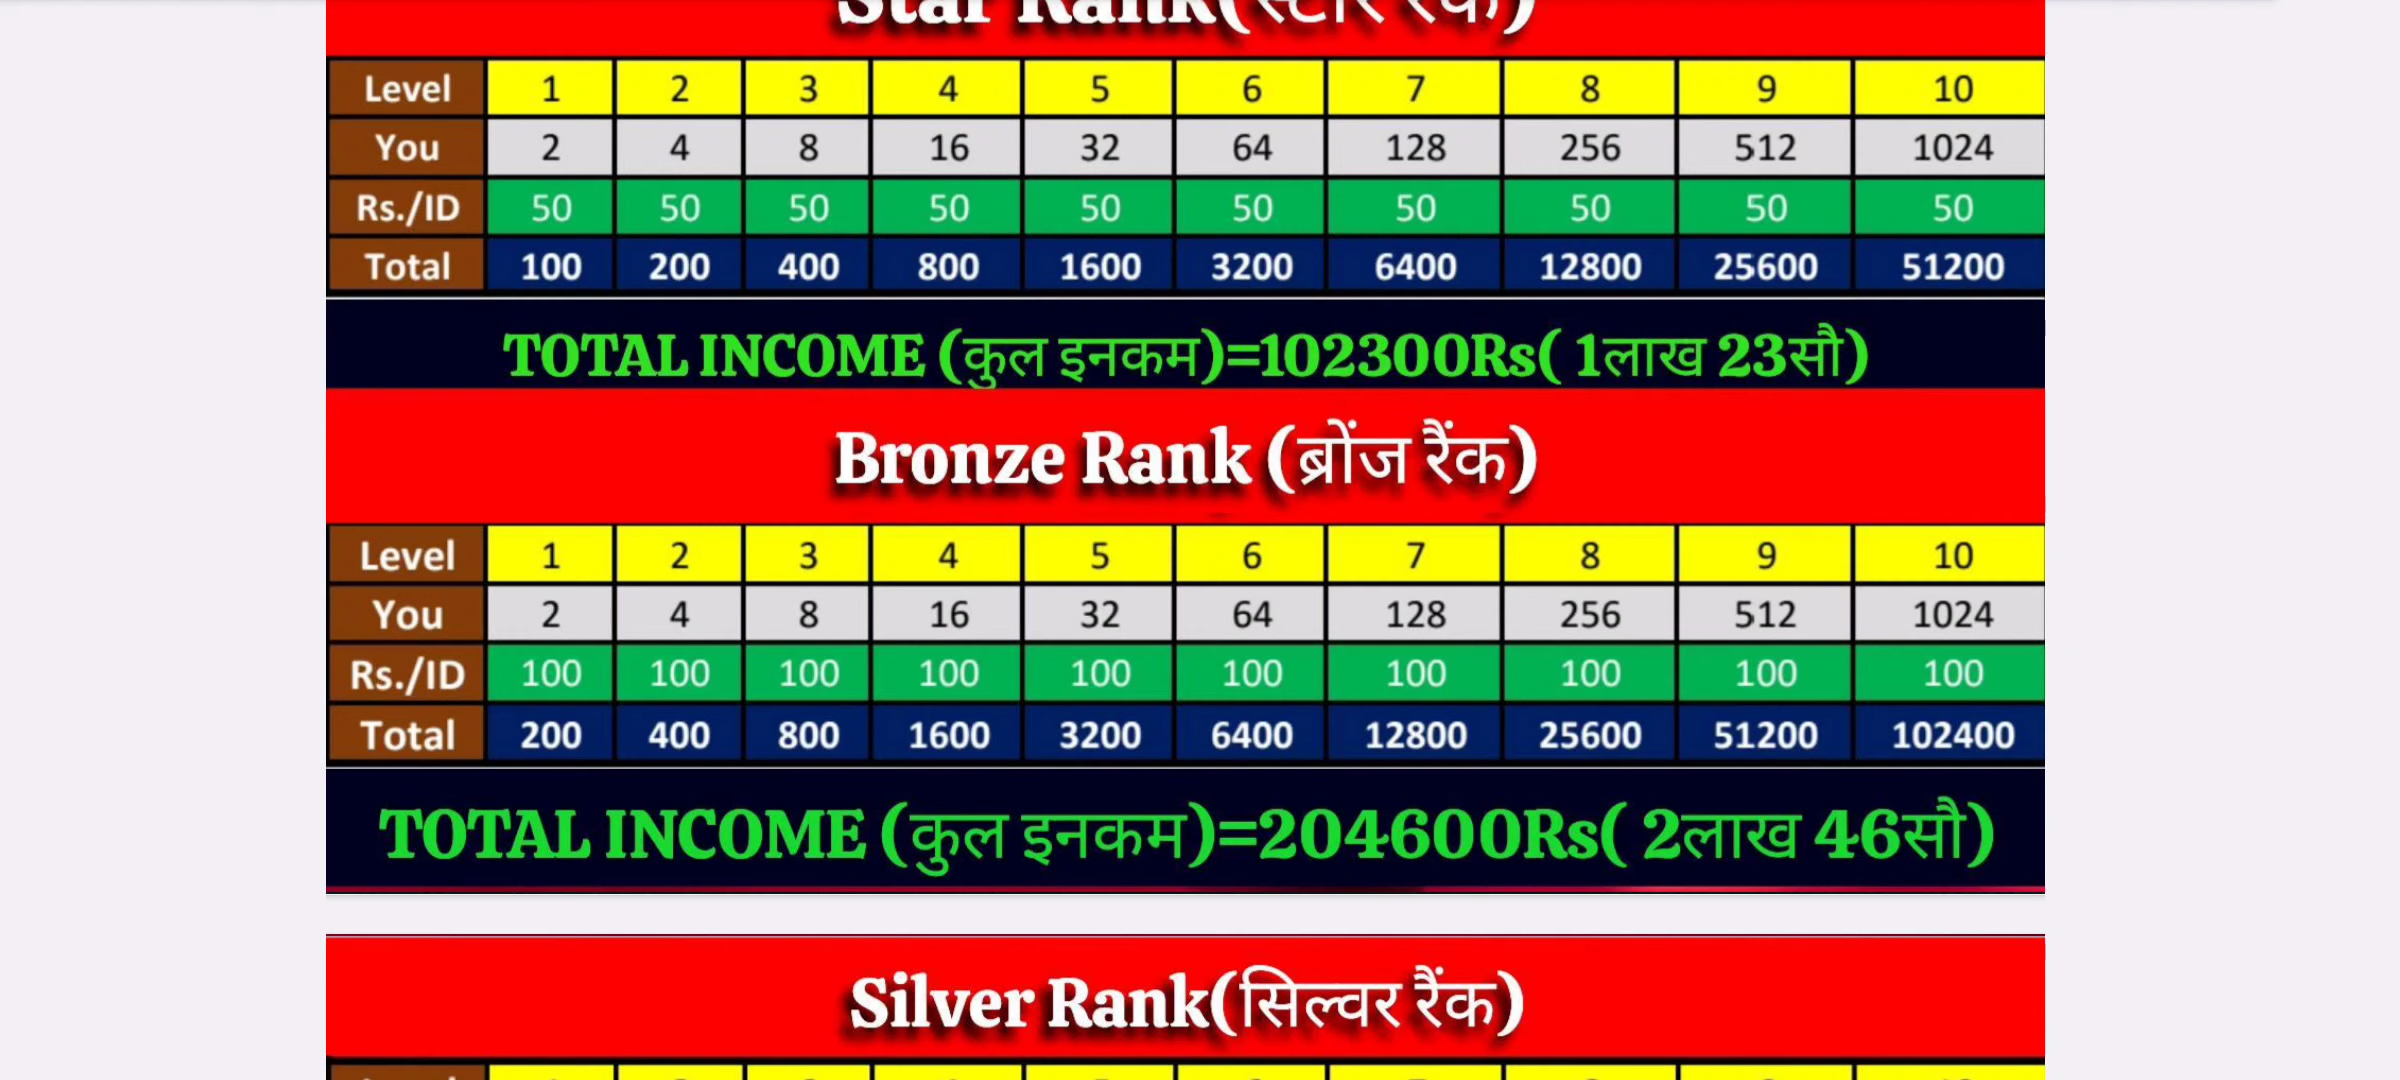 Star Rank(स्टार रैंक)
Level 1 2 3 4 5 6 7 8 9 10
You 2 4 8 16 32 64 128 256 512 1024
Rs./ID 50 50 50 50 50 50 50 50 50 50
Total 100 200 400 800 1600 3200 6400 12800 25600 51200
TOTAL INCOME (कुल इनकम)=102300Rs( 1लाख 23सौ)
Bronze Rank (ब्रोंज रैंक)
Level 1 2 3 4 5 6 7 8 9 10
You 2 4 8 16 32 64 128 256 512 1024
Rs./ID 100 100 100 100 100 100 100 100 100 100
Total 200 400 800 1600 3200 6400 12800 25600 51200 102400
TOTAL INCOME (कुल इनकम)=204600Rs( 2लाख 46सौ)
Silver Rank(सिल्वर रैंक)